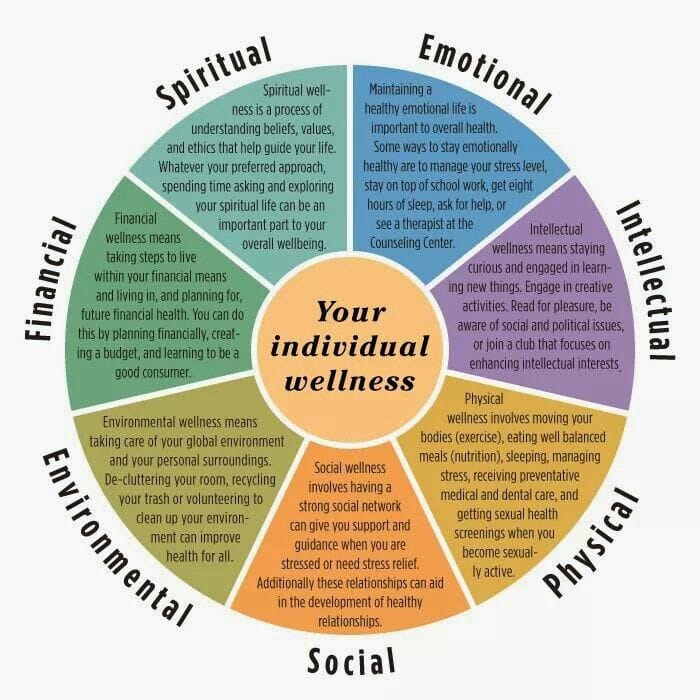 Spiritual
Spiritual well-
ness is a process of
understanding beliefs, values,
and ethics that help guide your life.
Whatever your preferred approach,
spending time asking and exploring
your spiritual life can be an
important part to your
overall wellbeing.
Emotional
Maintaining a
healthy emotional life is
important to overall health.
Some ways to stay emotionally
healthy are to manage your stress level,
stay on top of school work, get eight
hours of sleep, ask for help, or
see a therapist at the
Counseling Center.
Intellectual
Intellectual
wellness means staying
curious and engaged in learn-
ing new things. Engage in creative
activities. Read for pleasure, be
aware of social and political issues,
or join a club that focuses on
enhancing intellectual interests.
Physical
Physical
wellness involves moving your
bodies (exercise), eating well balanced
meals (nutrition), sleeping, managing
stress, receiving preventative
medical and dental care, and
getting sexual health
screenings when you
become sexual-
ly active.
Social
Social wellness
involves having a
strong social network
can give you support and
guidance when you are
stressed or need stress relief.
Additionally these relationships can aid
in the development of healthy
relationships.
Environmental
Environmental wellness means
taking care of your global environment
and your personal surroundings.
De-cluttering your room, recycling
your trash or volunteering to
clean up your environ-
ment can improve
health for all.
Financial
Financial
wellness means
taking steps to live
within your financial means
and living in, and planning for,
future financial health. You can do
this by planning financially, creat-
ing a budget, and learning to be a
good consumer.
Your
individual
wellness